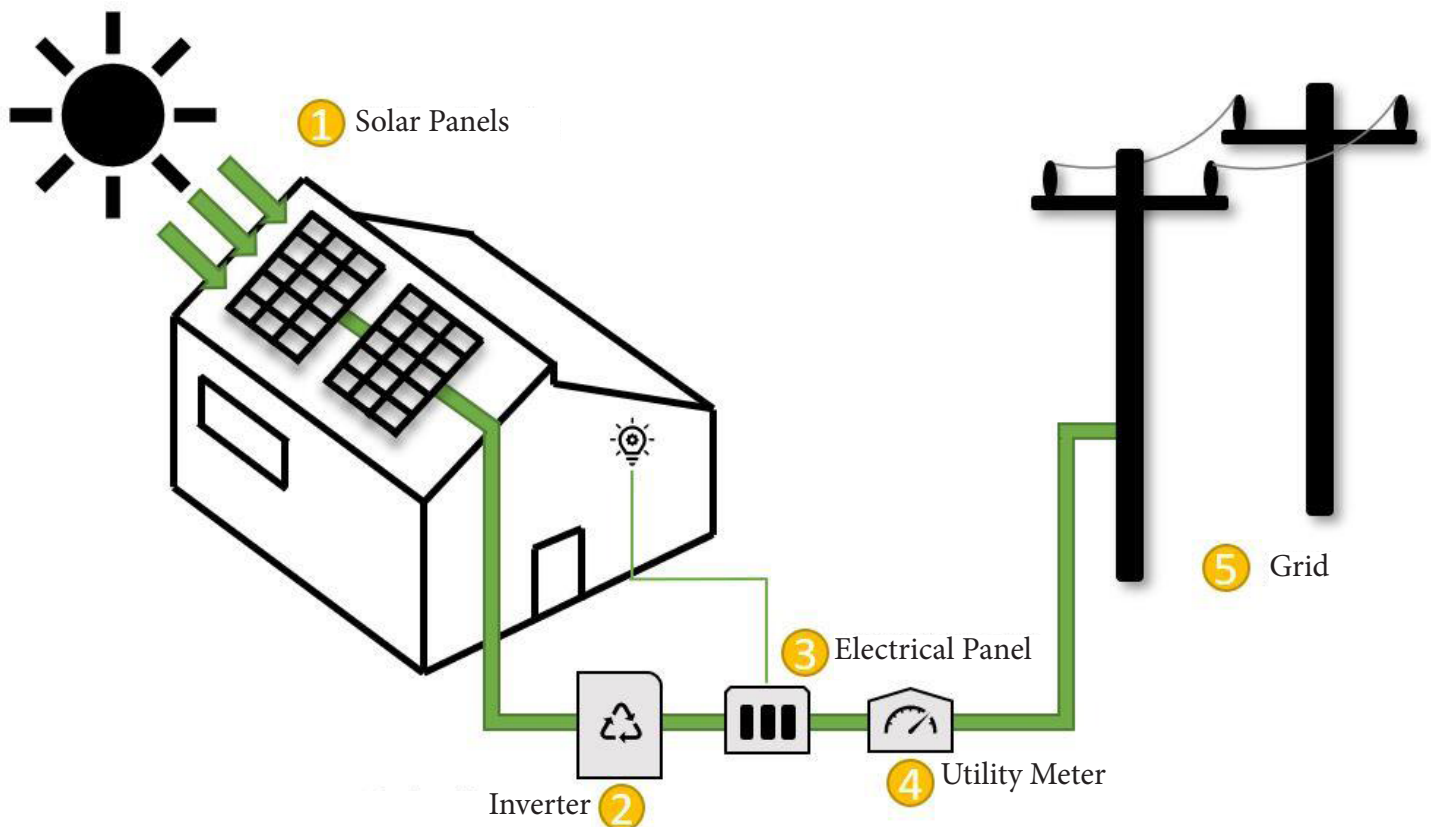 1 Solar Panels
5 Grid
3 Electrical Panel
4 Utility Meter
Inverter 2